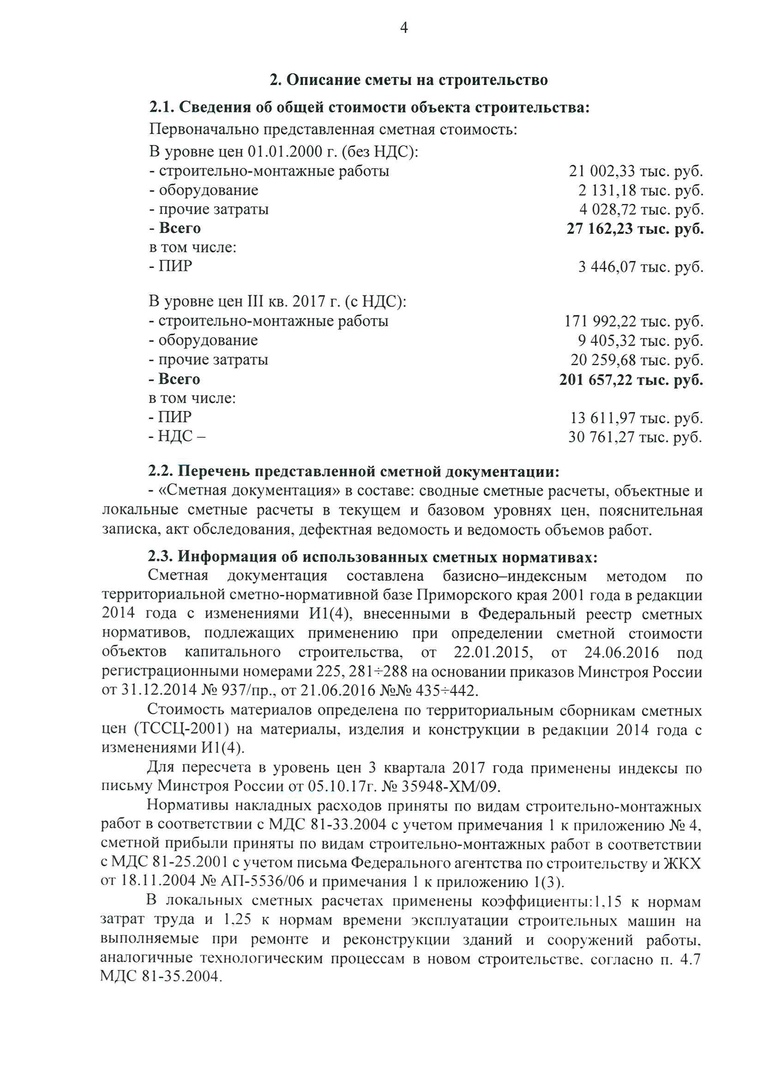 4
2. Описание сметы на строительство
2.1. Сведения об общей стоимости объекта строительства:
Первоначально представленная сметная стоимость:
В уровне цен 01.01.2000 г. (без НДС):
- строительно-монтажные работы 21 002,33 тыс. руб.
- оборудование 2 131,18 тыс. руб.
- прочие затраты 4 028,72 тыс. руб.
- Всего 27 162,23 тыс. руб.
в том числе:
- ПИР 3 446,07 тыс. руб.
В уровне цен III кв. 2017 г. (с НДС):
- строительно-монтажные работы 171 992,22 тыс. руб.
- оборудование 9 405,32 тыс. руб.
- прочие затраты 20 259,68 тыс. руб.
- Всего 201 657,22 тыс. руб.
в том числе:
- ПИР 13 611,97 тыс. руб.
- НДС – 30 761,27 тыс. руб.
2.2. Перечень представленной сметной документации:
- «Сметная документация» в составе: сводные сметные расчеты, объектные и
локальные сметные расчеты в текущем и базовом уровнях цен, пояснительная
записка, акт обследования, дефектная ведомость и ведомость объемов работ.
2.3. Информация об использованных сметных нормативах:
Сметная документация составлена базисно–индексным методом по
территориальной сметно-нормативной базе Приморского края 2001 года в редакции
2014 года с изменениями И1(4), внесенными в Федеральный реестр сметных
нормативов, подлежащих применению при определении сметной стоимости
объектов капитального строительства, от 22.01.2015, от 24.06.2016 под
регистрационными номерами 225, 281÷288 на основании приказов Минстроя России
от 31.12.2014 № 937/пр., от 21.06.2016 №№ 435÷442.
Стоимость материалов определена по территориальным сборникам сметных
цен (ТССЦ-2001) на материалы, изделия и конструкции в редакции 2014 года с
изменениями И1(4).
Для пересчета в уровень цен 3 квартала 2017 года применены индексы по
письму Минстроя России от 05.10.17г. № 35948-ХМ/09.
Нормативы накладных расходов приняты по видам строительно-монтажных
работ в соответствии с МДС 81-33.2004 с учетом примечания 1 к приложению № 4,
сметной прибыли приняты по видам строительно-монтажных работ в соответствии
с МДС 81-25.2001 с учетом письма Федерального агентства по строительству и ЖКХ
от 18.11.2004 № АП-5536/06 и примечания 1 к приложению 1(3).
В локальных сметных расчетах применены коэффициенты:1,15 к нормам
затрат труда и 1,25 к нормам времени эксплуатации строительных машин на
выполняемые при ремонте и реконструкции зданий и сооружений работы,
аналогичные технологическим процессам в новом строительстве, согласно п. 4.7
МДС 81-35.2004.